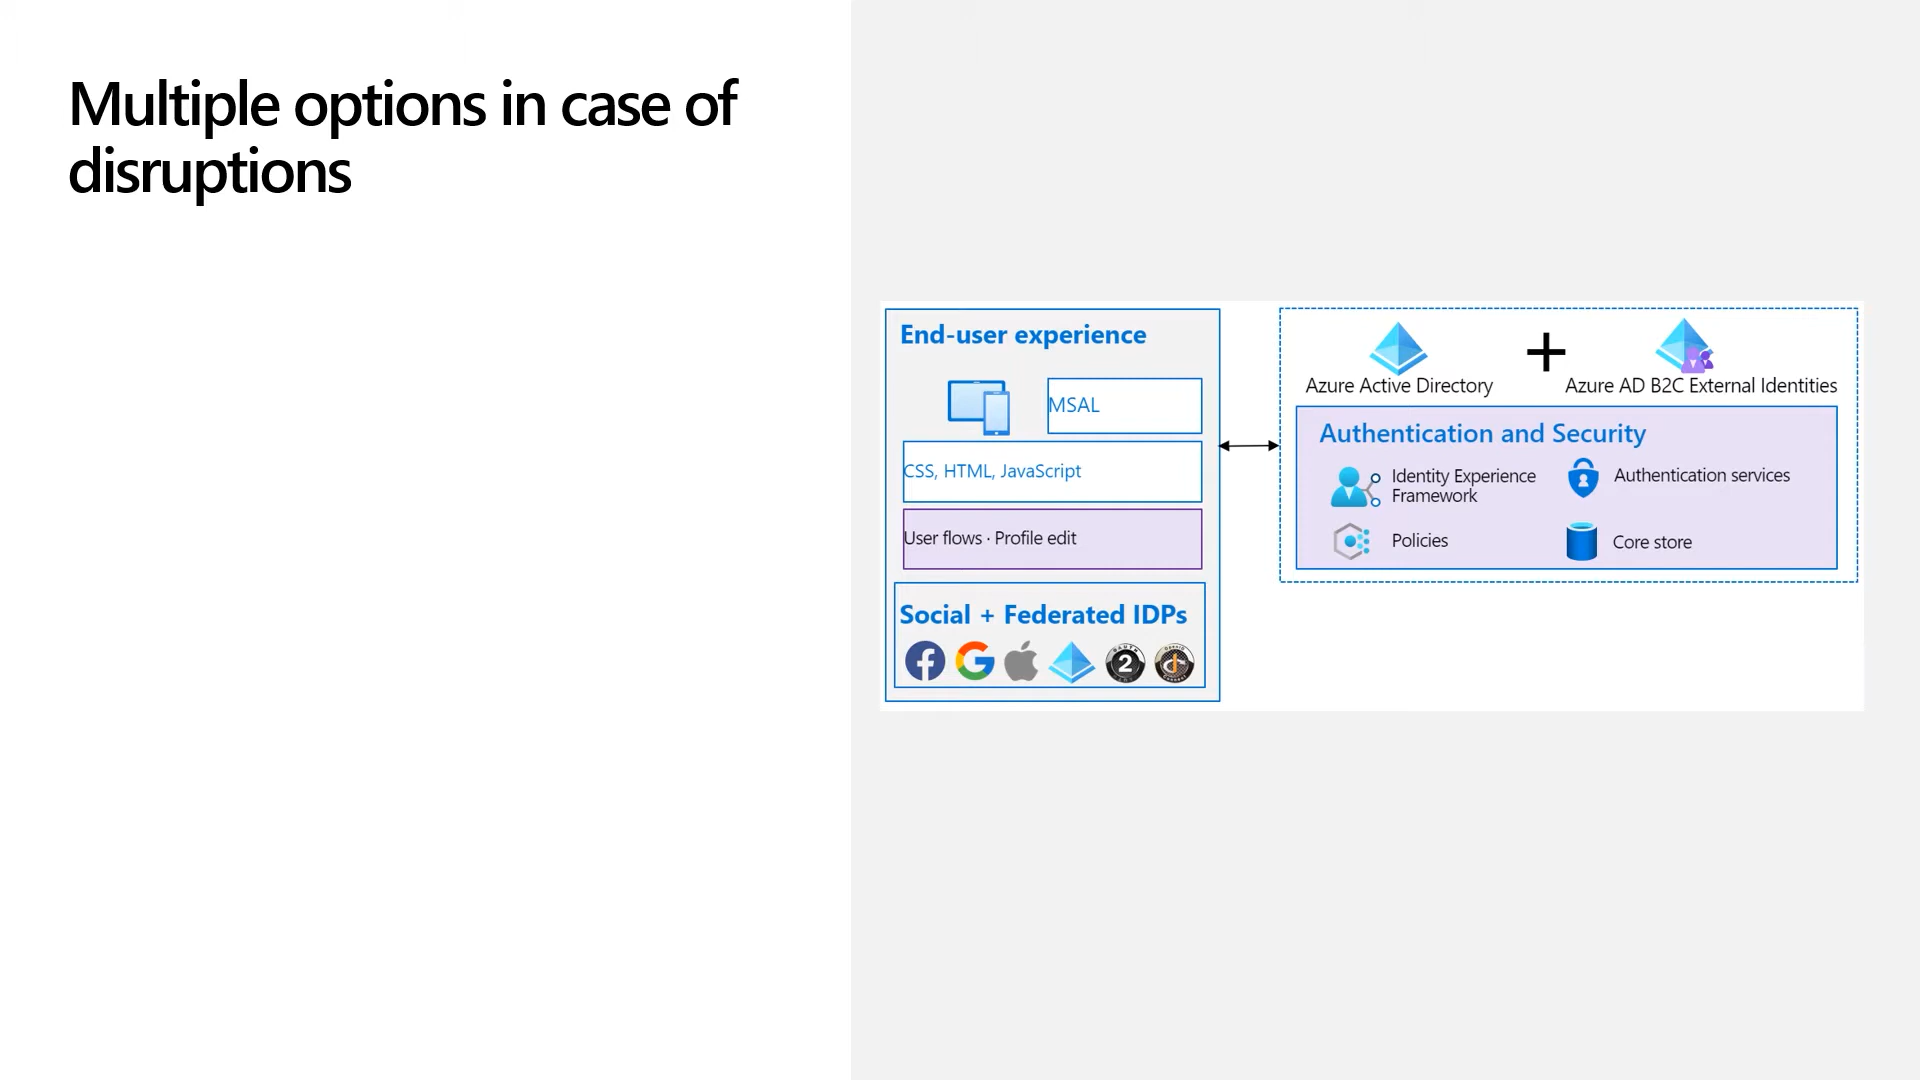 Multiple options in case of
disruptions
End-user experience
MSAL
CSS, HTML, JavaScript
User flows · Profile edit
Social + Federated IDPs
Azure Active Directory
+
Azure AD B2C External Identities
Authentication and Security
Identity Experience
Framework
Authentication services
Policies
Core store